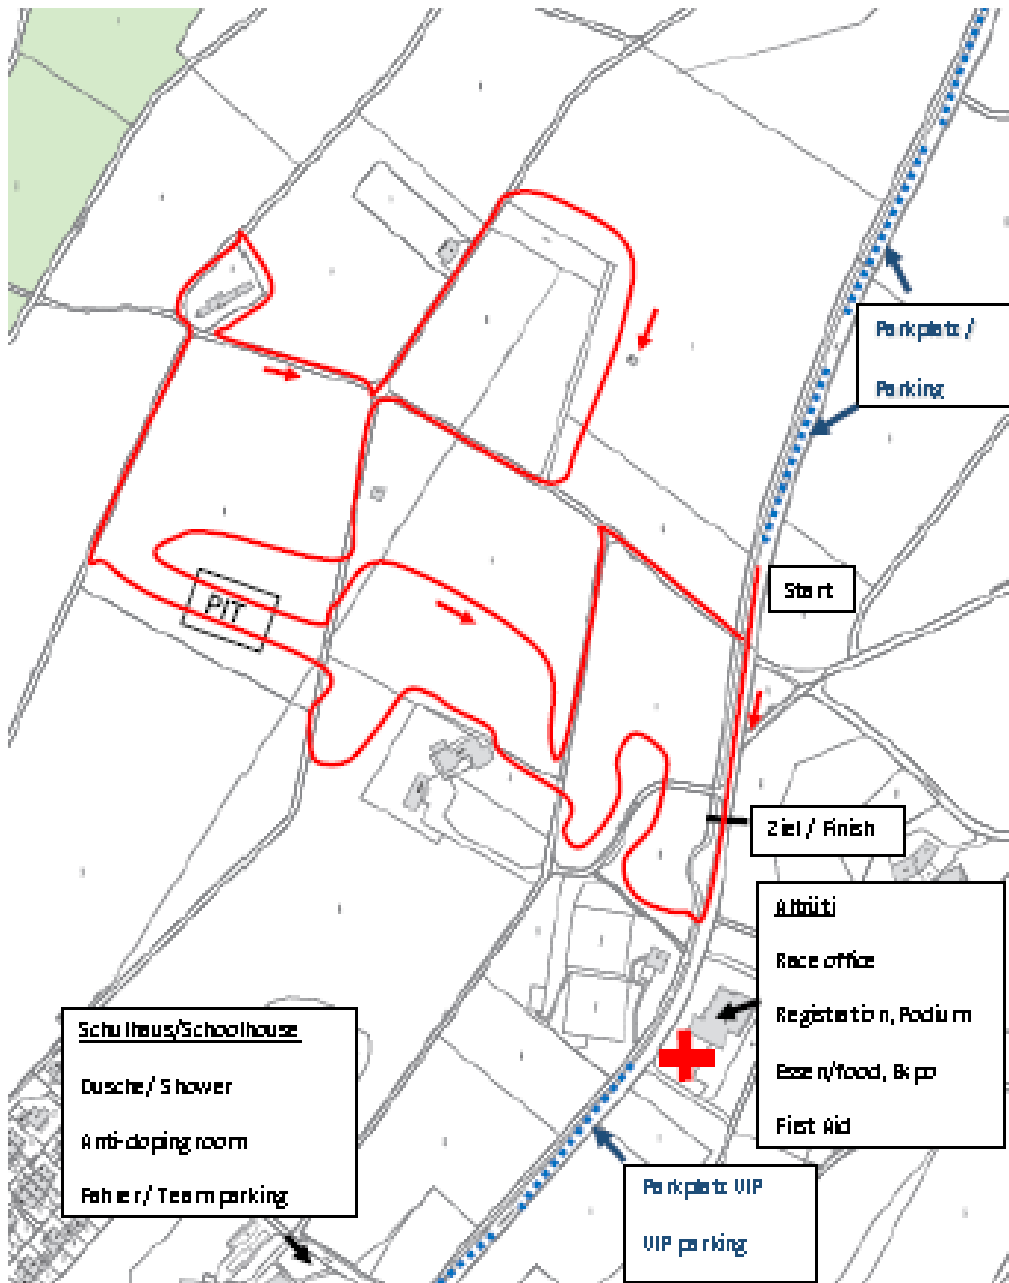 Parkplatz /
Parking
Start
PIT
Ziel / Finish
Altrüti
Race office
Registration, Podium
Essen/food, Expo
First Aid
Schulhaus/Schoolhouse
Dusche/ Shower
Anti-doping room
Fahrer / Team parking
Parkplatz VIP
VIP parking